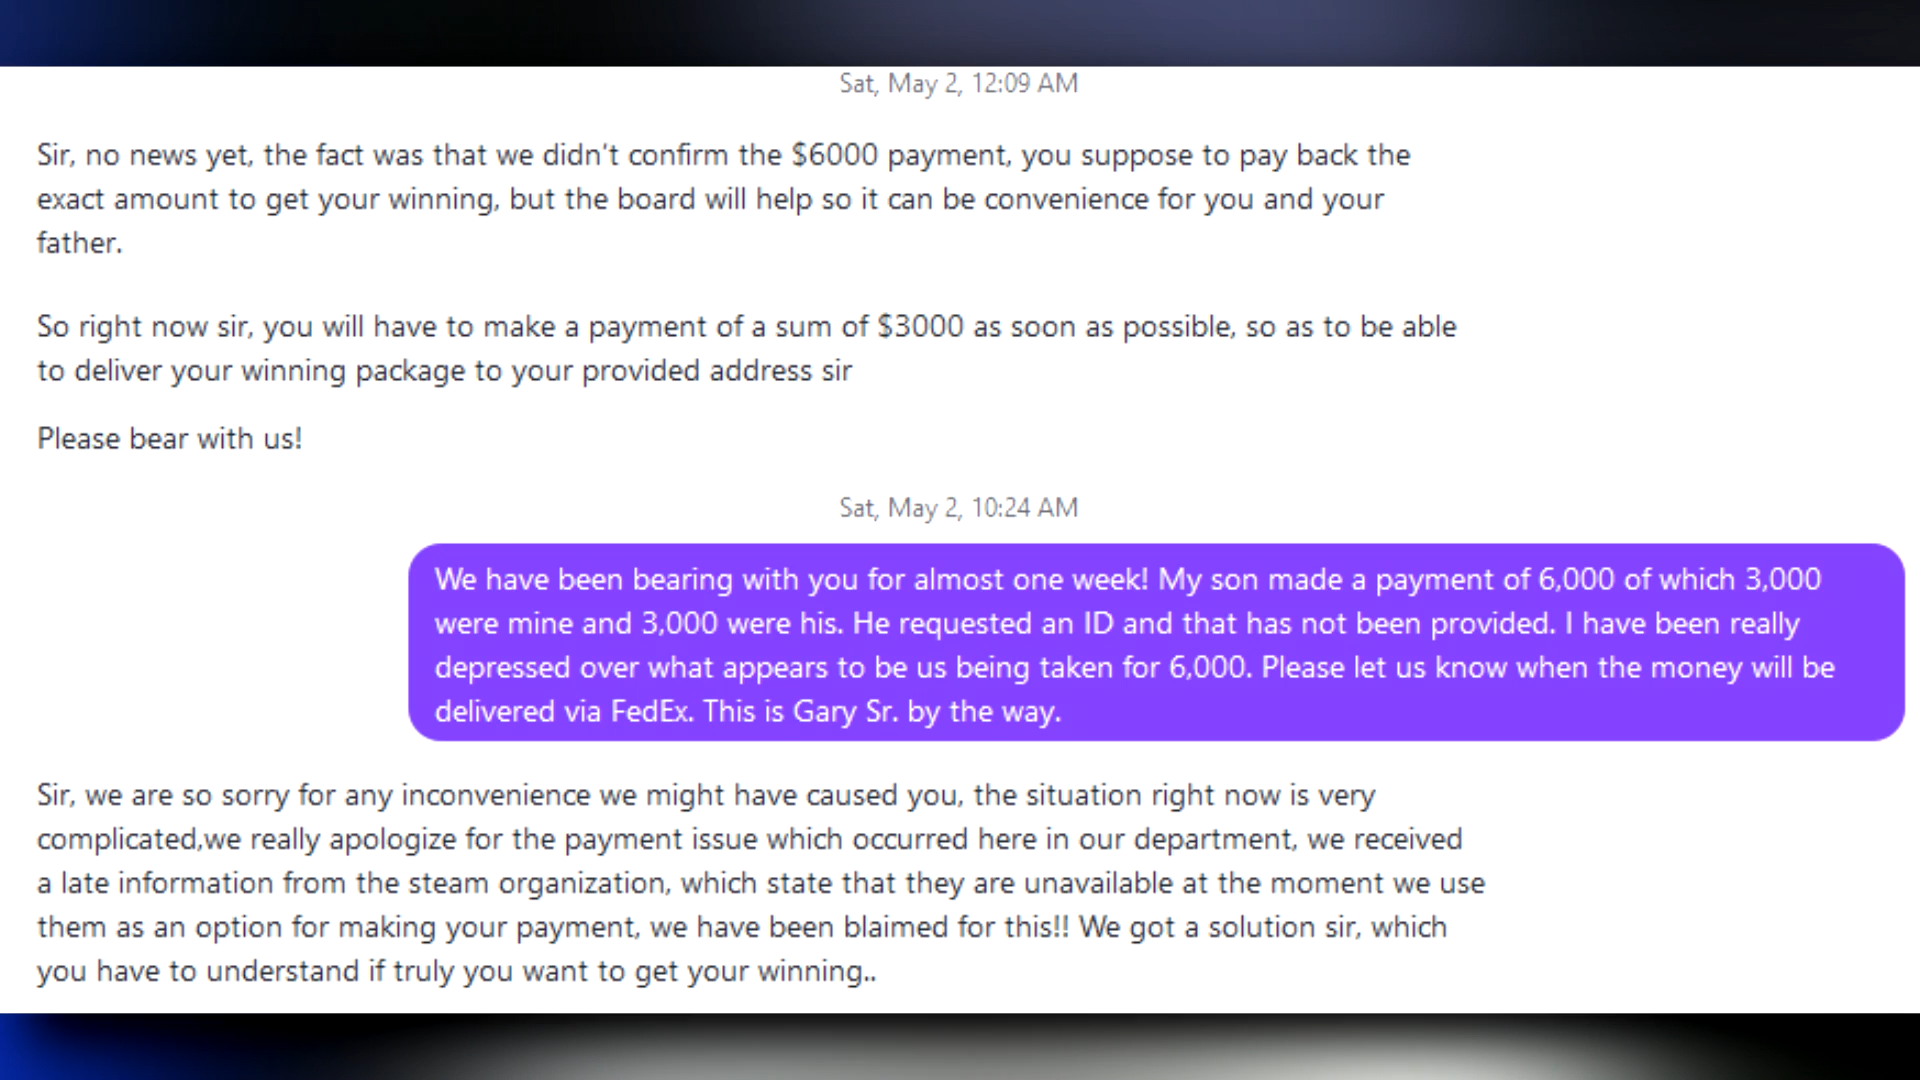 Sat, May 2, 12:09 AM
Sir, no news yet, the fact was that we didn't confirm the $6000 payment, you suppose to pay back the
exact amount to get your winning, but the board will help so it can be convenience for you and your
father.
So right now sir, you will have to make a payment of a sum of $3000 as soon as possible, so as to be able
to deliver your winning package to your provided address sir
Please bear with us!
Sat, May 2, 10:24 AM
We have been bearing with you for almost one week! My son made a payment of 6,000 of which 3,000
were mine and 3,000 were his. He requested an ID and that has not been provided. I have been really
depressed over what appears to be us being taken for 6,000. Please let us know when the money will be
delivered via FedEx. This is Gary Sr. by the way.
Sir, we are so sorry for any inconvenience we might have caused you, the situation right now is very
complicated,we really apologize for the payment issue which occurred here in our department, we received
a late information from the steam organization, which state that they are unavailable at the moment we use
them as an option for making your payment, we have been blaimed for this!! We got a solution sir, which
you have to understand if truly you want to get your winning..